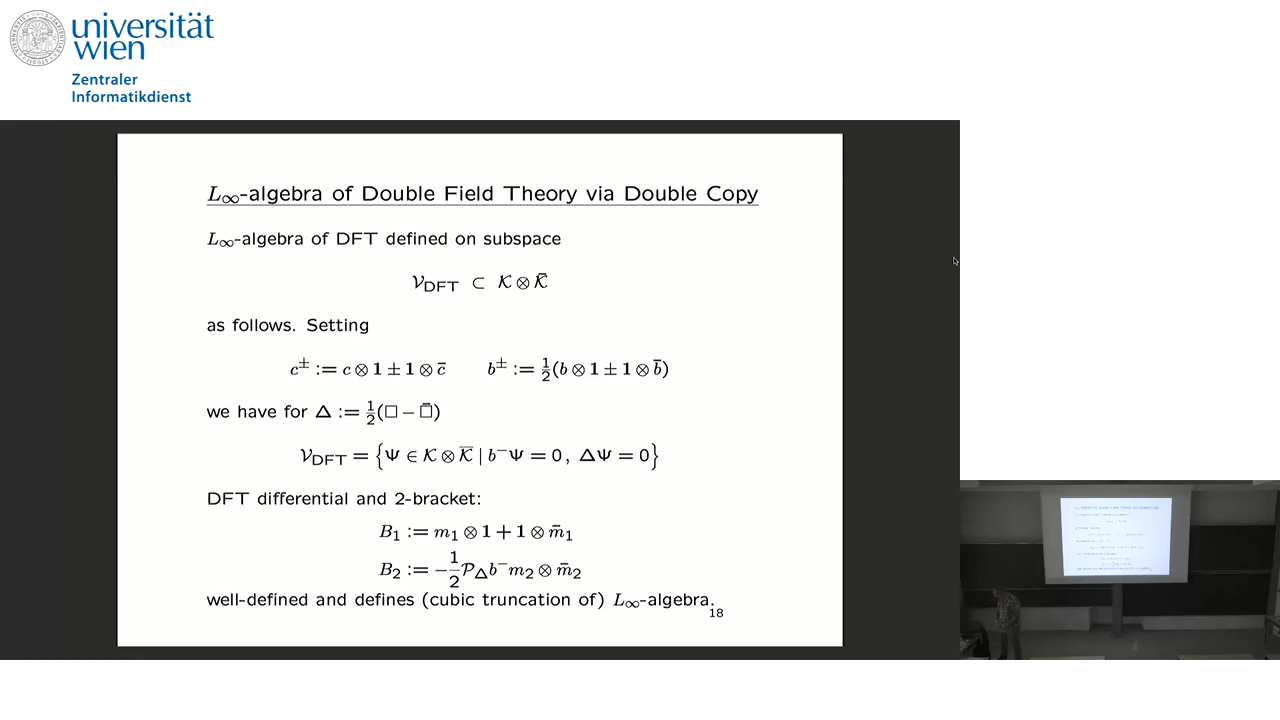 universität
wien
Zentraler
Informatikdienst
L∞-algebra of Double Field Theory via Double Copy
L∞-algebra of DFT defined on subspace
𝒱_DFT ⊂ 𝒦 ⊗ 𝒦̄
as follows. Setting
c^± := c ⊗ 1 ± 1 ⊗ c̄    b^± := ½(b ⊗ 1 ± 1 ⊗ b̄)
we have for Δ := ½(□ − □̄)
𝒱_DFT = {Ψ ∈ 𝒦 ⊗ 𝒦̄ | b⁻Ψ = 0, ΔΨ = 0}
DFT differential and 2-bracket:
B₁ := m₁ ⊗ 1 + 1 ⊗ m̄₁
B₂ := −½ 𝒫_Δ b⁻ m₂ ⊗ m̄₂
well-defined and defines (cubic truncation of) L∞-algebra.
18